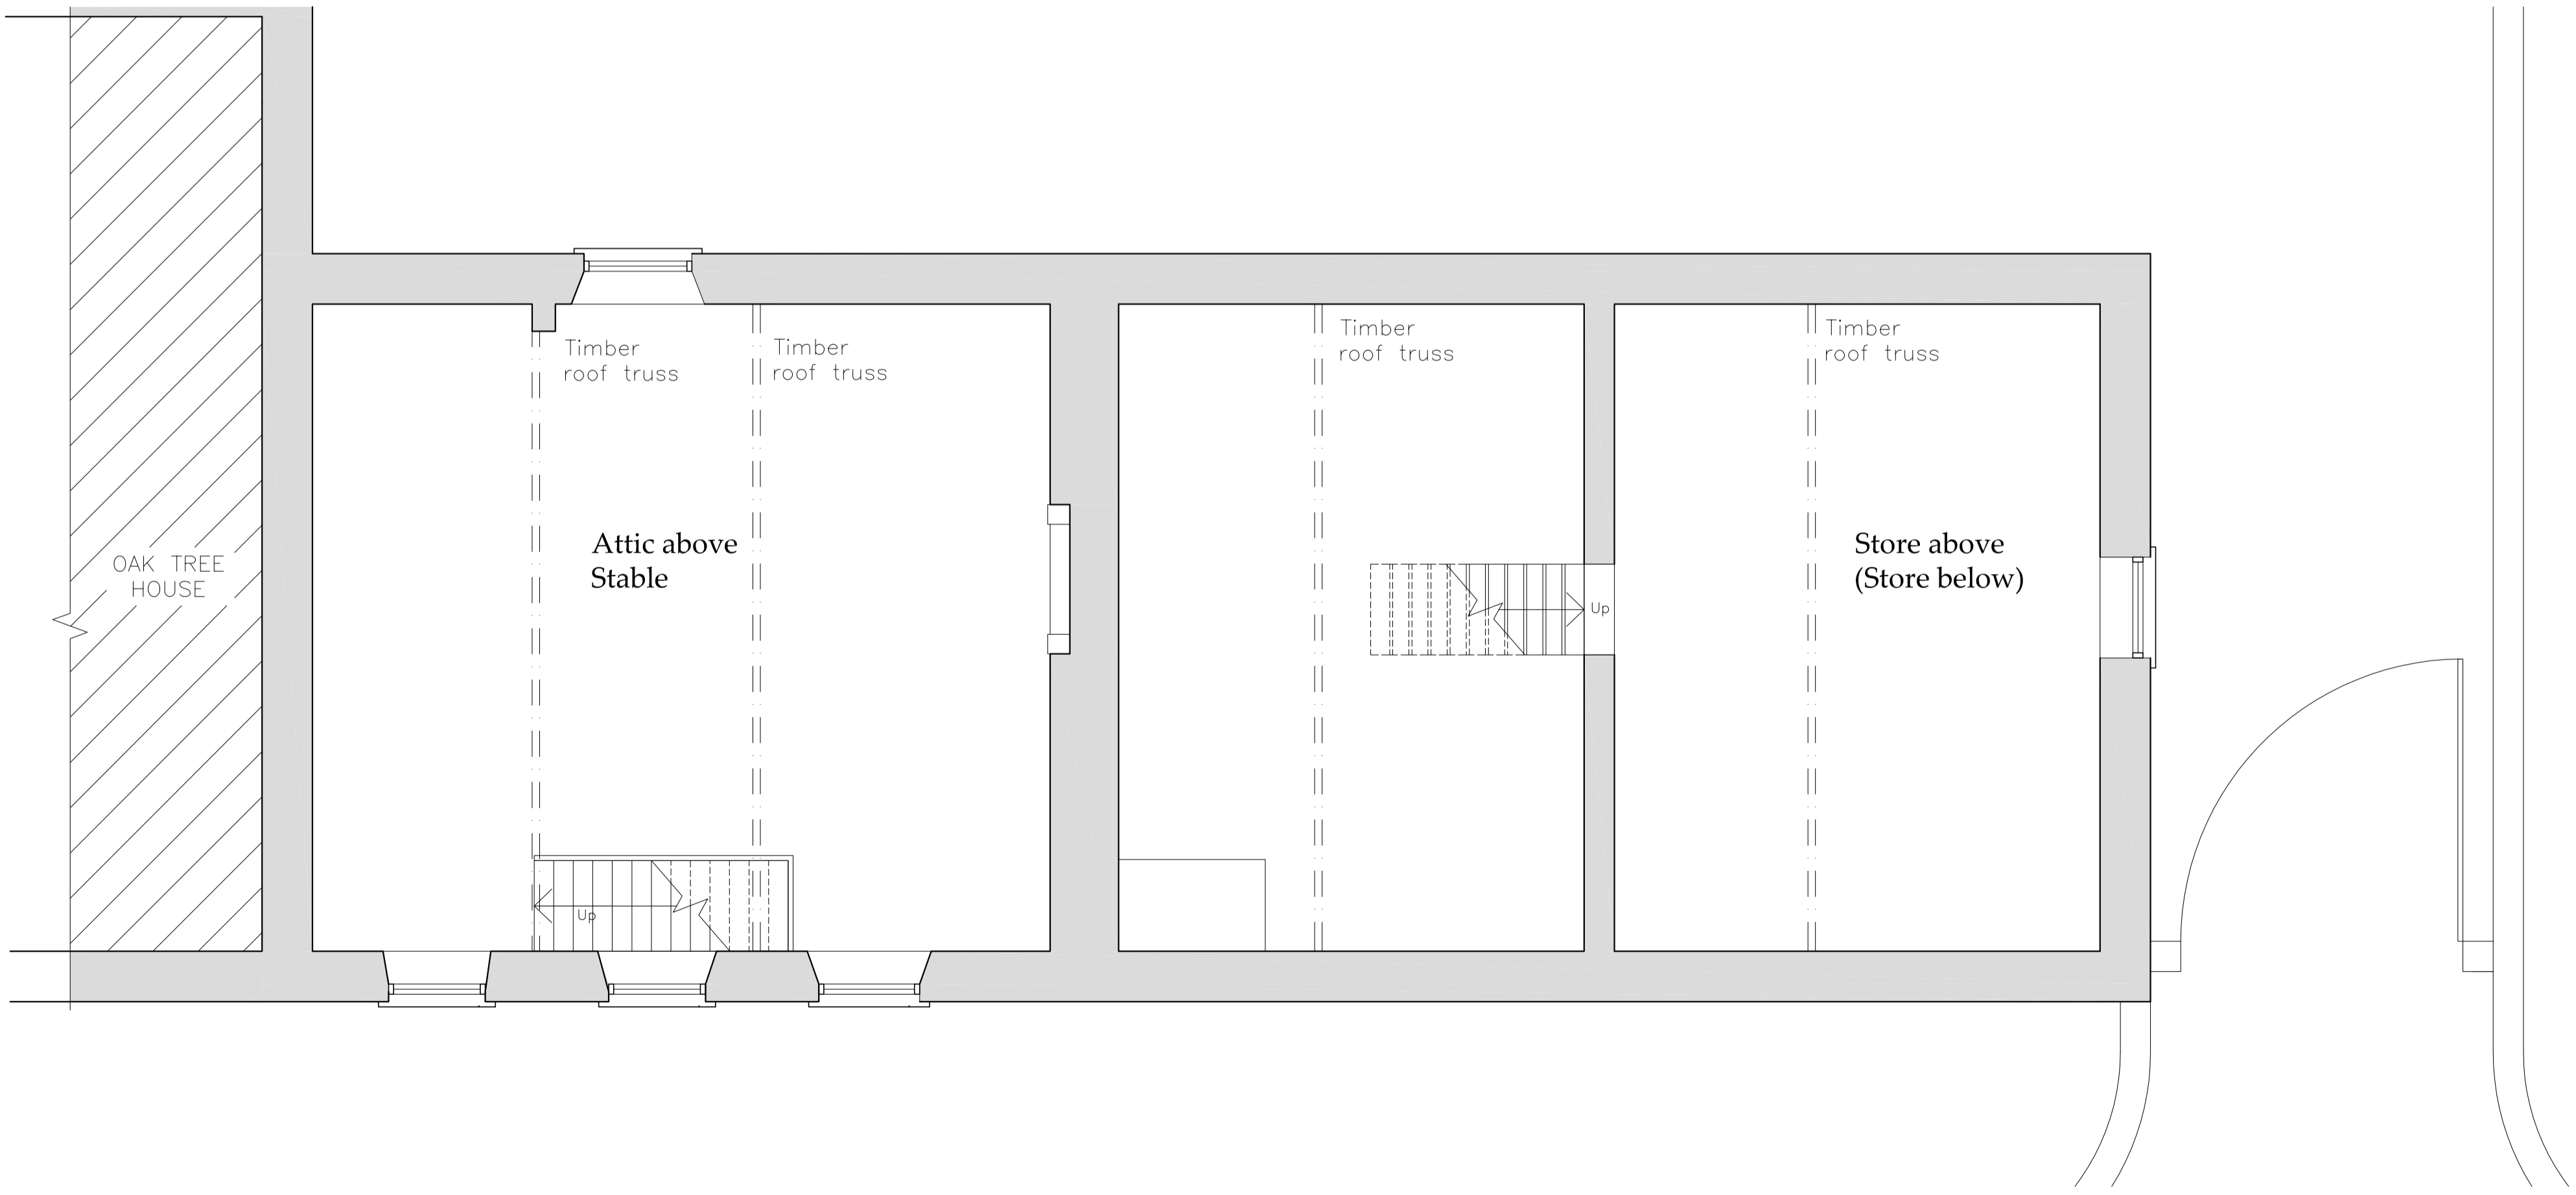 Timber
roof truss
Timber
roof truss
Timber
roof truss
Timber
roof truss
OAK TREE
HOUSE
Attic above
Stable
Store above
(Store below)
Up
Up